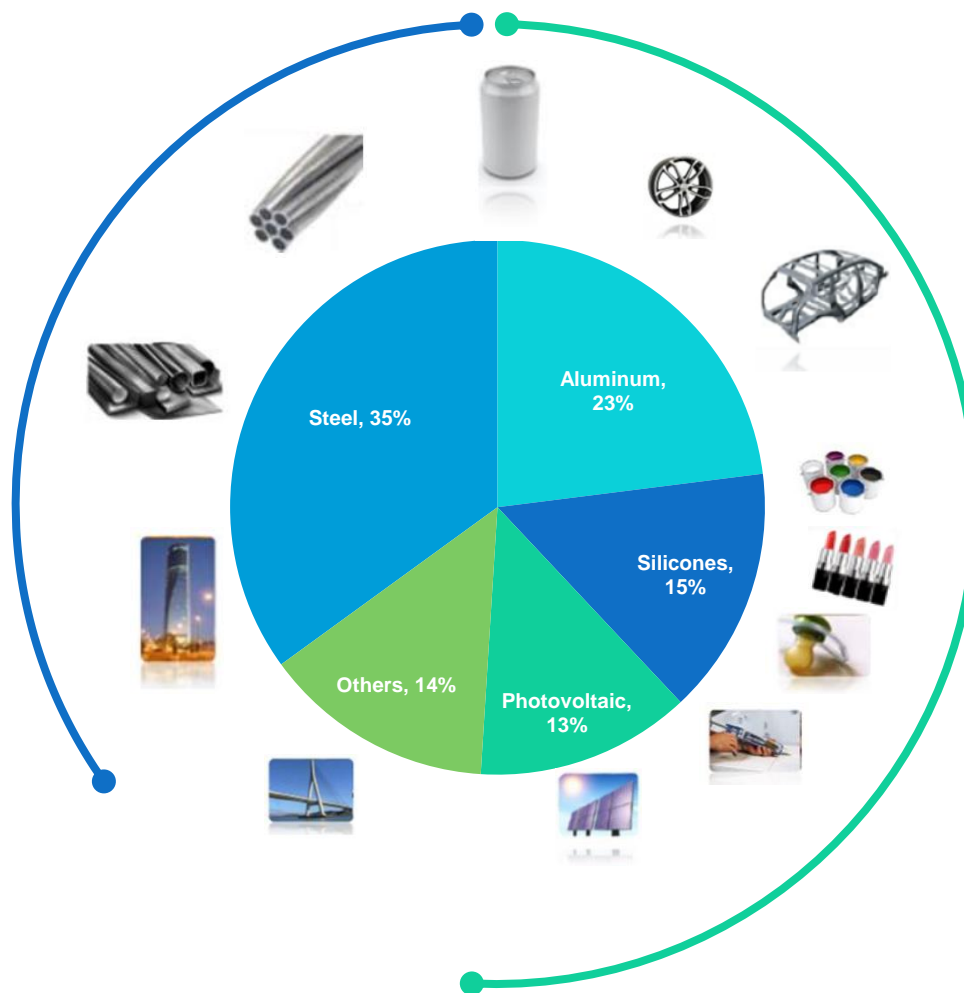 Aluminum,
23%
Steel, 35%
Silicones,
15%
Others, 14%
Photovoltaic,
13%